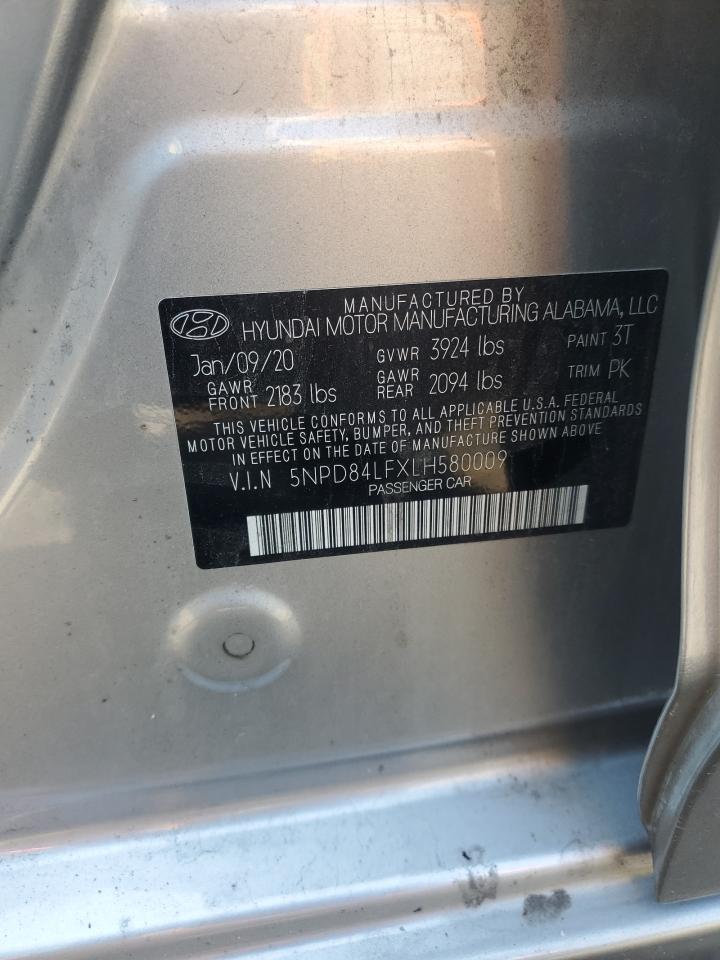 MANUFACTURED BY
HYUNDAI MOTOR MANUFACTURING ALABAMA, LLC
Jan/09/20 GVWR 3924 lbs PAINT 3T
GAWR FRONT 2183 lbs GAWR REAR 2094 lbs TRIM PK
THIS VEHICLE CONFORMS TO ALL APPLICABLE U.S.A. FEDERAL
MOTOR VEHICLE SAFETY, BUMPER, AND THEFT PREVENTION STANDARDS
IN EFFECT ON THE DATE OF MANUFACTURE SHOWN ABOVE.
V.I.N 5NPD84LFXLH580009
PASSENGER CAR